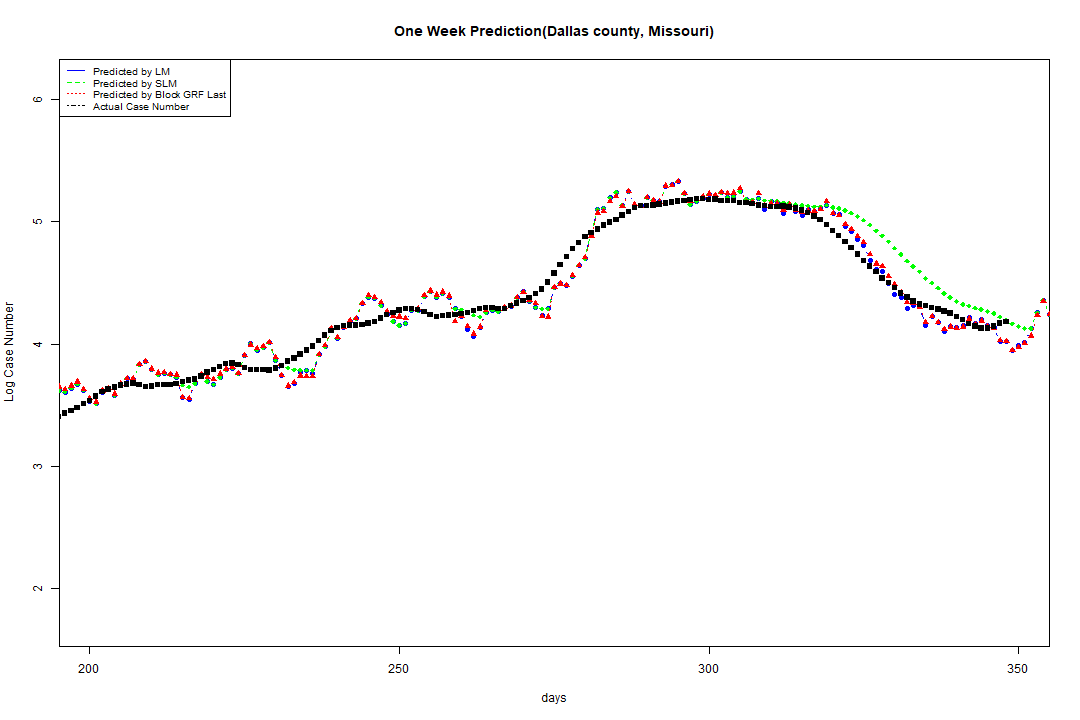 One Week Prediction(Dallas county, Missouri)
Predicted by LM
Predicted by SLM
Predicted by Block GRF Last
Actual Case Number
6
5
4
3
2
Log Case Number
200
250
300
350
days